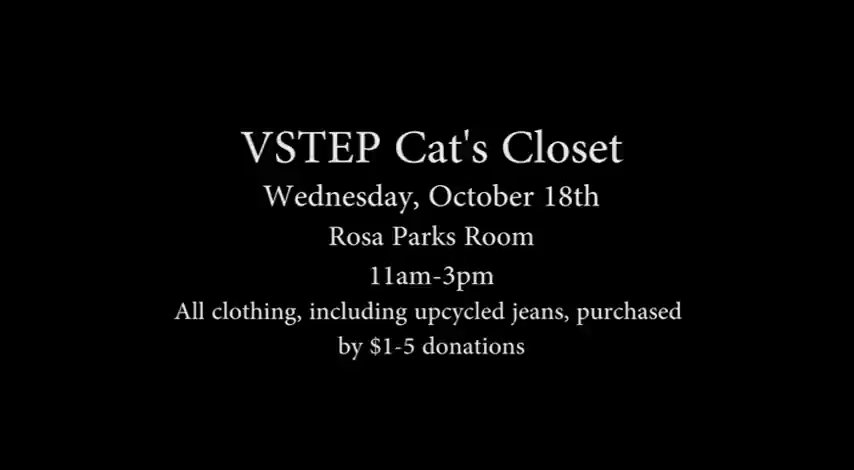 VSTEP Cat's Closet
Wednesday, October 18th
Rosa Parks Room
11am-3pm
All clothing, including upcycled jeans, purchased
by $1-5 donations